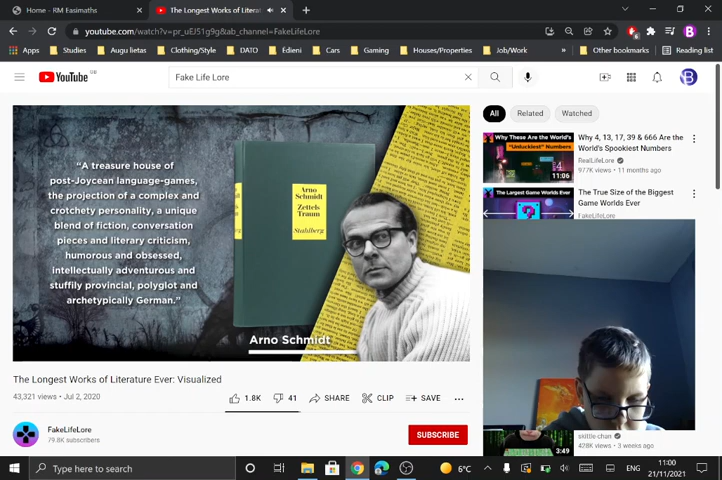 Home - RM Easimaths
The Longest Works of Literat
youtube.com/watch?v=pr_uEJ51g9g&ab_channel=FakeLifeLore
Apps
Studies
Augu lietas
Clothing/Style
DATO
Edieni
Cars
Gaming
Houses/Properties
Job/Work
Other bookmarks
Reading list
YouTube
Fake Life Lore
"A treasure house of
post-Joycean language-games,
the projection of a complex and
crotchety personality, a unique
blend of fiction, conversation
pieces and literary criticism,
humorous and obsessed,
intellectually adventurous and
stuffily provincial, polyglot and
archetypically German."
Arno
Schmidt
Zettels
Traum
Stahlberg
Arno Schmidt
The Longest Works of Literature Ever: Visualized
43,321 views • Jul 2, 2020
1.8K
41
SHARE
CLIP
SAVE
FakeLifeLore
79.8K subscribers
SUBSCRIBE
All
Related
Watched
Why These Are the World's
"Unluckiest" Numbers
11:06
Why 4, 13, 17, 39 & 666 Are the
World's Spookiest Numbers
RealLifeLore
977K views • 11 months ago
The Largest Game Worlds Ever
The True Size of the Biggest
Game Worlds Ever
FakeLifeLore
3:49
skittle chan
428K views • 3 weeks ago
Type here to search
6°C
ENG
11:00
21/11/2021